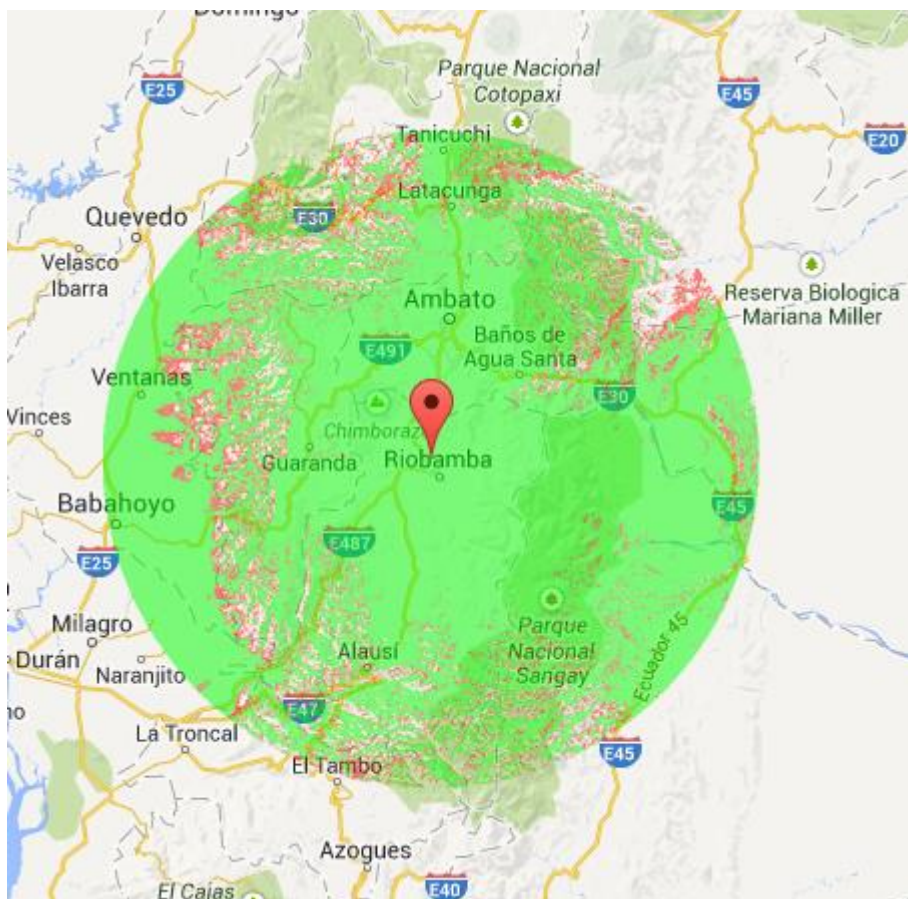 Domingo
E25
Parque Nacional
Cotopaxi
E45
E20
Tanicuchi
Latacunga
Quevedo
E30
Velasco
Ibarra
Ambato
Reserva Biologica
Mariana Miller
E491
Baños de
Agua Santa
Ventanas
E30
Vinces
Chimboraz
Guaranda
Riobamba
Babahoyo
E45
E487
E25
Parque
Nacional
Sangay
Milagro
Durán
Naranjito
Alausí
Ecuador 45
E47
La Troncal
E45
El Tambo
Azogues
El Cajas
E40